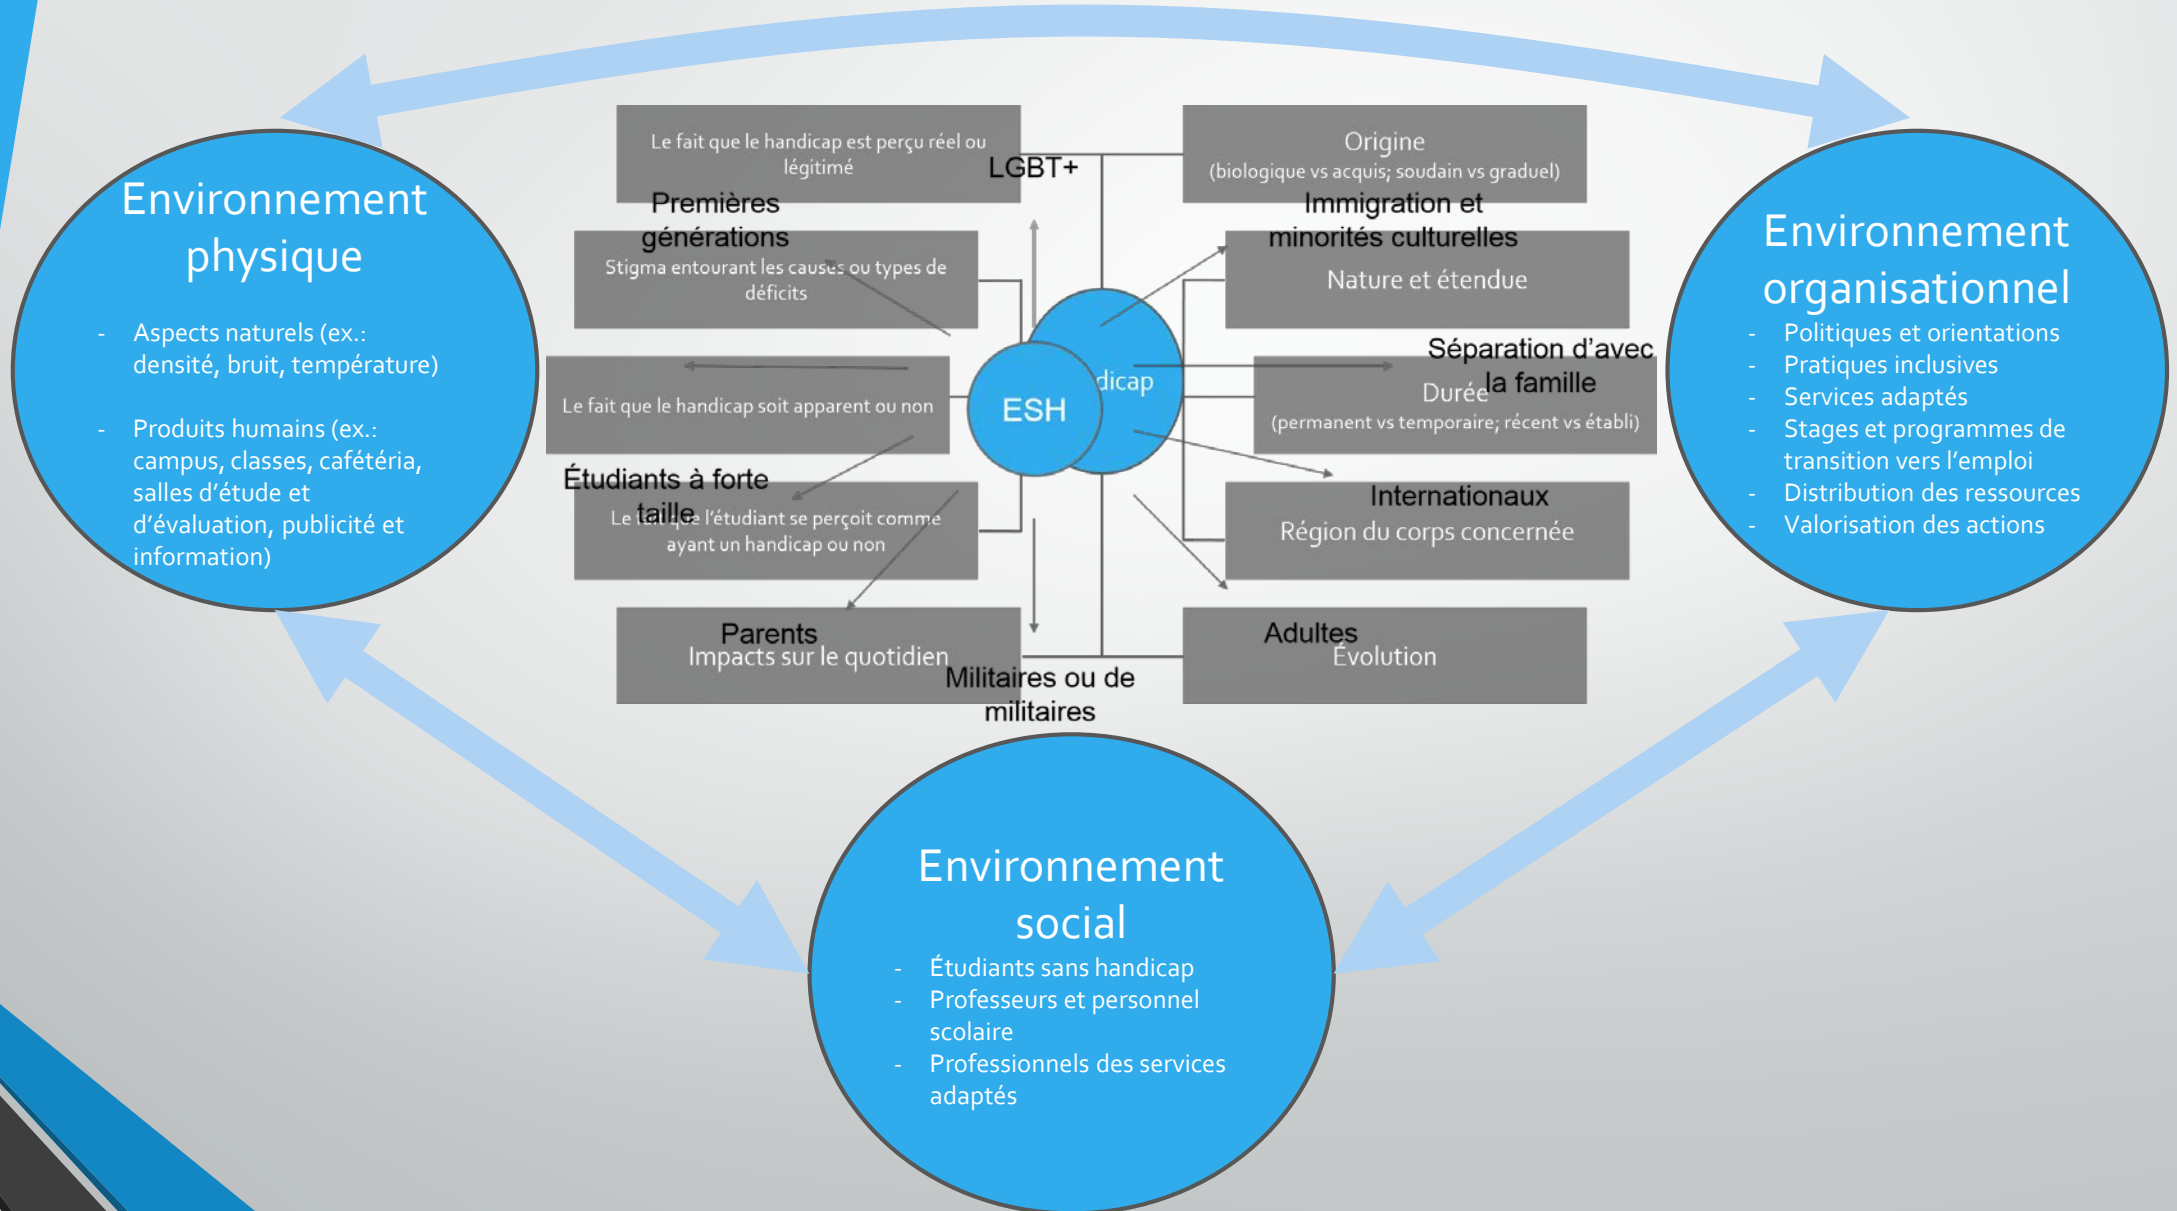 Environnement
physique
- Aspects naturels (ex.:
densité, bruit, température)
- Produits humains (ex.:
campus, classes, cafétéria,
salles d'étude et
d'évaluation, publicité et
information)
Le fait que le handicap est perçu réel ou
légitimé
LGBT+
Origine
(biologique vs acquis; soudain vs graduel)
Premières
générations
Immigration et
minorités culturelles
Stigma entourant les causes ou types de
déficits
Nature et étendue
Séparation d'avec
la famille
Le fait que le handicap soit apparent ou non
ESH
dicap
Durée
(permanent vs temporaire; récent vs établi)
Étudiants à forte
taille
Internationaux
Le fait que l'étudiant se perçoit comme
ayant un handicap ou non
Région du corps concernée
Parents
Impacts sur le quotidien
Adultes
Évolution
Militaires ou de
militaires
Environnement
organisationnel
- Politiques et orientations
- Pratiques inclusives
- Services adaptés
- Stages et programmes de
transition vers l'emploi
- Distribution des ressources
- Valorisation des actions
Environnement
social
- Étudiants sans handicap
- Professeurs et personnel
scolaire
- Professionnels des services
adaptés